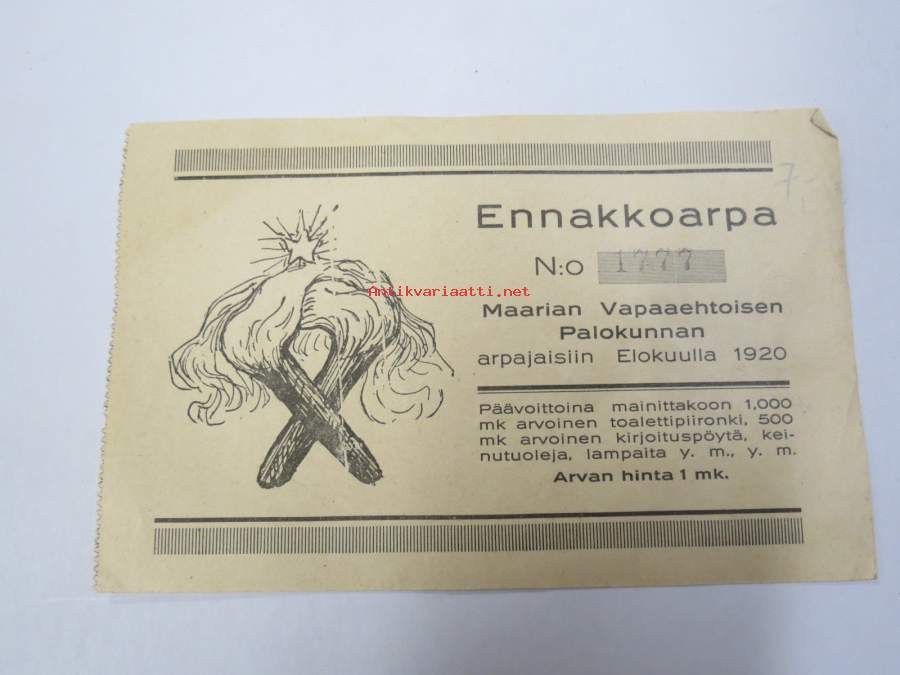 7-
Ennakkoarpa
N:o 1777
Antikvariaatti.net
Maarian Vapaaehtoisen
Palokunnan
arpajaisiin Elokuulla 1920
Päävoittoina mainittakoon 1,000
mk arvoinen toalettipiironki, 500
mk arvoinen kirjoituspöytä, kei-
nutuoleja, lampaita y. m., y. m.
Arvan hinta 1 mk.